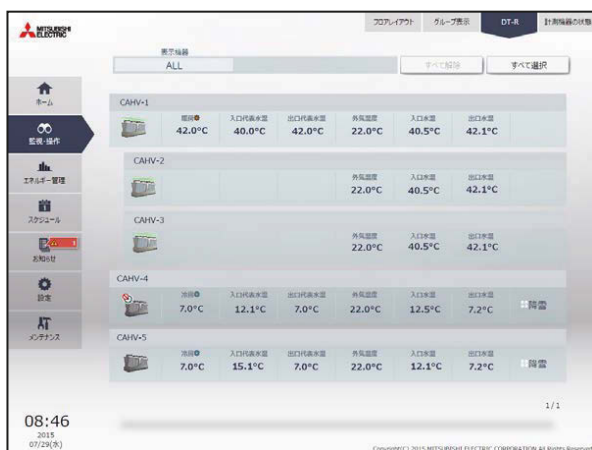 MITSUBISHI ELECTRIC
フロアレイアウト グループ表示 DT-R 計測機器の状態
表示機器
ALL すべて解除 すべて選択
ホーム
監視・操作
エネルギー管理
スケジュール
お知らせ
設定
メンテナンス
CAHV-1
暖房 入口代表水温 出口代表水温 外気温度 入口水温 出口水温
42.0°C 40.0°C 42.0°C 22.0°C 40.5°C 42.1°C
CAHV-2
外気温度 入口水温 出口水温
22.0°C 40.5°C 42.1°C
CAHV-3
外気温度 入口水温 出口水温
22.0°C 40.5°C 42.1°C
CAHV-4
冷房 入口代表水温 出口代表水温 外気温度 入口水温 出口水温
7.0°C 12.1°C 7.0°C 22.0°C 12.5°C 7.2°C 降雪
CAHV-5
冷房 入口代表水温 出口代表水温 外気温度 入口水温 出口水温
7.0°C 15.1°C 7.0°C 22.0°C 12.1°C 7.2°C 降雪
1/1
08:46
2015
07/29(水)
Copyright(C) 2015 MITSUBISHI ELECTRIC CORPORATION All Rights Reserved